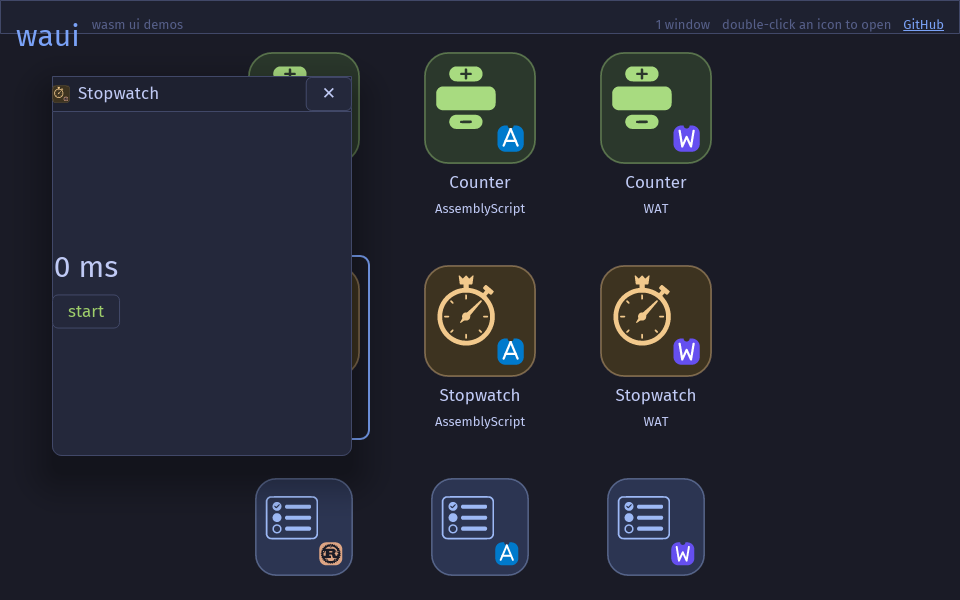 waui wasm ui demos 1 window double-click an icon to open GitHub
Stopwatch ✕
0 ms
start
Counter
AssemblyScript
Counter
WAT
Stopwatch
AssemblyScript
Stopwatch
WAT